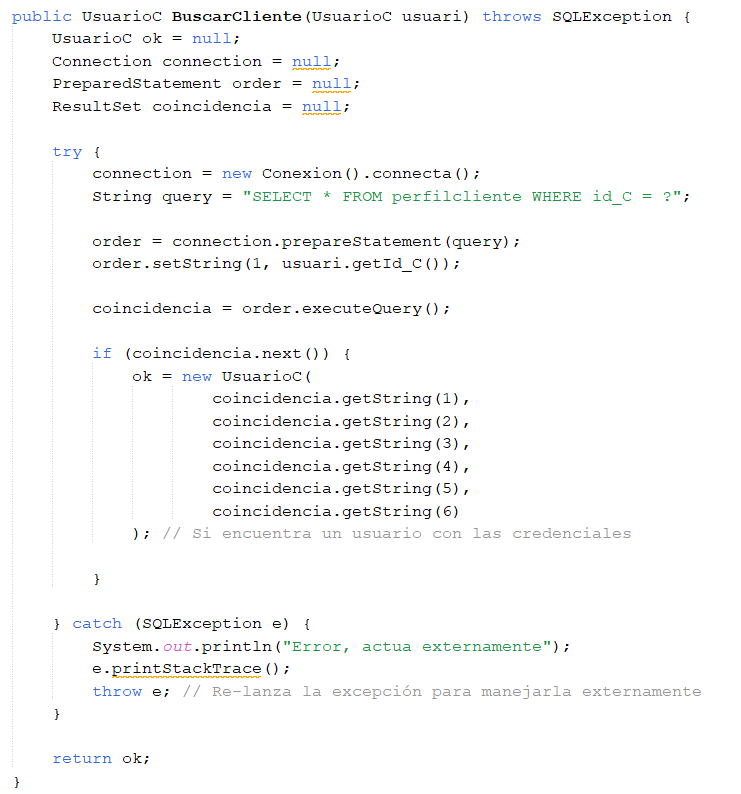 public UsuarioC BuscarCliente(UsuarioC usuari) throws SQLException {
    UsuarioC ok = null;
    Connection connection = null;
    PreparedStatement order = null;
    ResultSet coincidencia = null;

    try {
        connection = new Conexion().connecta();
        String query = "SELECT * FROM perfilcliente WHERE id_C = ?";

        order = connection.prepareStatement(query);
        order.setString(1, usuari.getId_C());

        coincidencia = order.executeQuery();

        if (coincidencia.next()) {
            ok = new UsuarioC(
                    coincidencia.getString(1),
                    coincidencia.getString(2),
                    coincidencia.getString(3),
                    coincidencia.getString(4),
                    coincidencia.getString(5),
                    coincidencia.getString(6)
            ); // Si encuentra un usuario con las credenciales

        }

    } catch (SQLException e) {
        System.out.println("Error, actua externamente");
        e.printStackTrace();
        throw e; // Re-lanza la excepción para manejarla externamente
    }

    return ok;
}